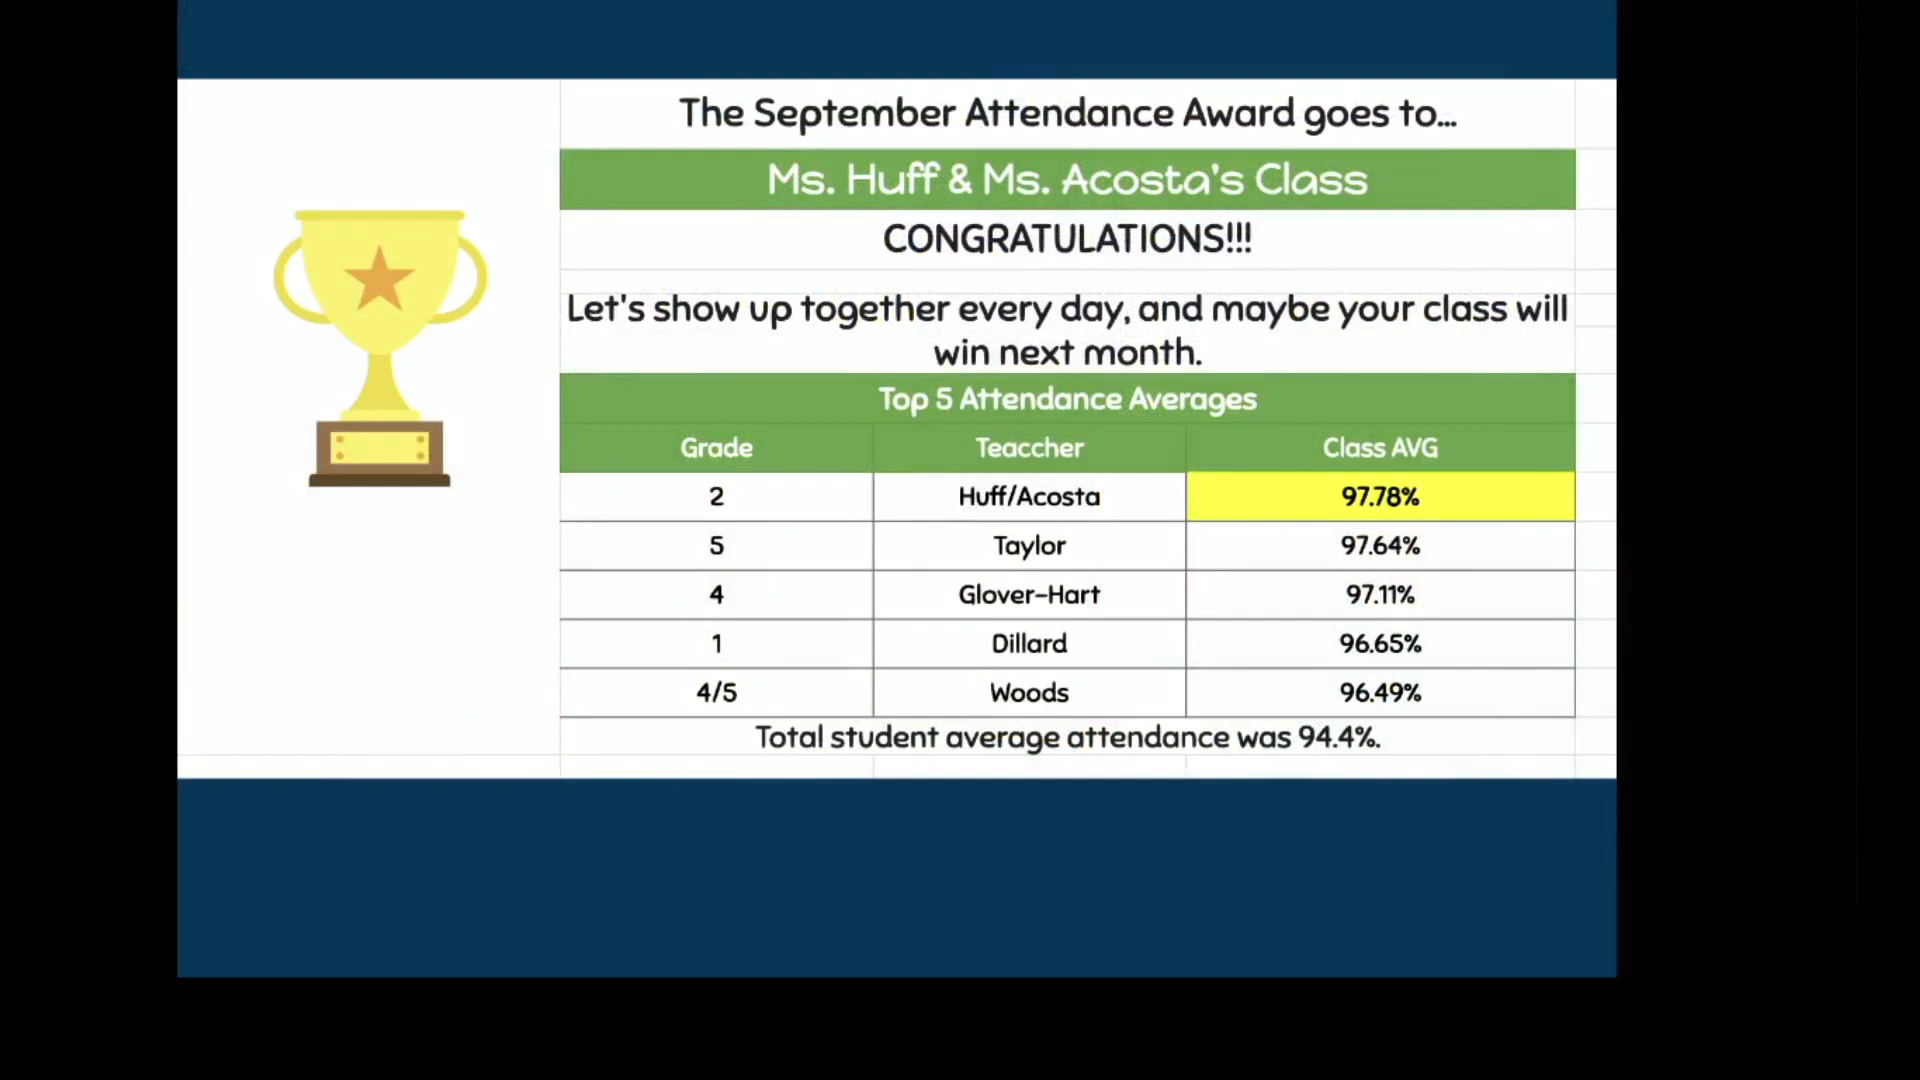 The September Attendance Award goes to...
Ms. Huff & Ms. Acosta's Class
CONGRATULATIONS!!!
Let's show up together every day, and maybe your class will
win next month.
Top 5 Attendance Averages
Grade Teaccher Class AVG
2 Huff/Acosta 97.78%
5 Taylor 97.64%
4 Glover-Hart 97.11%
1 Dillard 96.65%
4/5 Woods 96.49%
Total student average attendance was 94.4%.